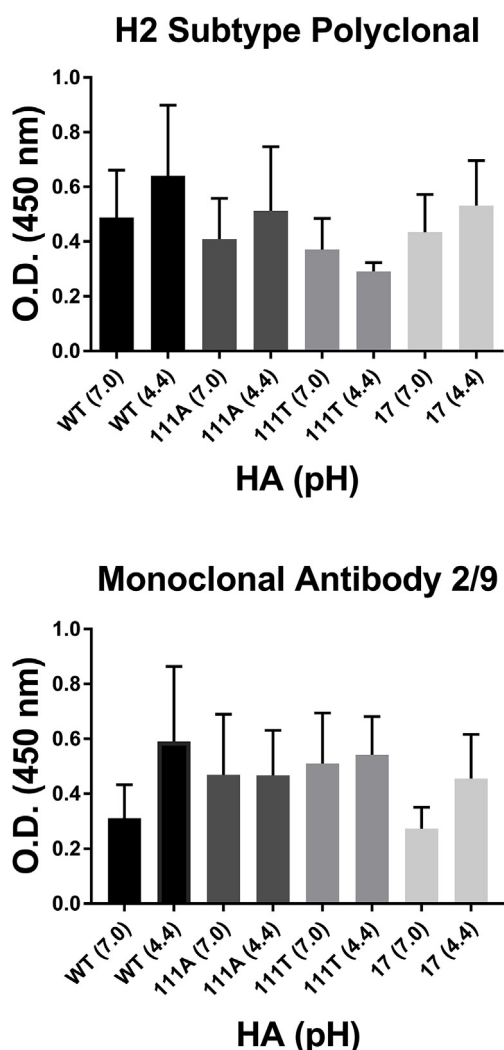 H2 Subtype Polyclonal
O.D. (450 nm)
1.0
0.8
0.6
0.4
0.2
0.0
WT (7.0)
WT (4.4)
111A (7.0)
111A (4.4)
111T (7.0)
111T (4.4)
17 (7.0)
17 (4.4)
HA (pH)
Monoclonal Antibody 2/9
O.D. (450 nm)
1.0
0.8
0.6
0.4
0.2
0.0
WT (7.0)
WT (4.4)
111A (7.0)
111A (4.4)
111T (7.0)
111T (4.4)
17 (7.0)
17 (4.4)
HA (pH)